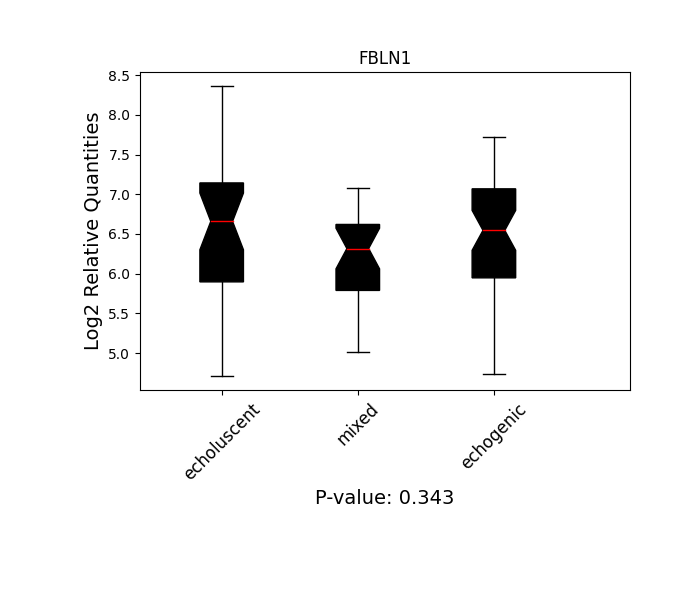 FBLN1
Log2 Relative Quantities
8.5
8.0
7.5
7.0
6.5
6.0
5.5
5.0
echoluscent
mixed
echogenic
P-value: 0.343